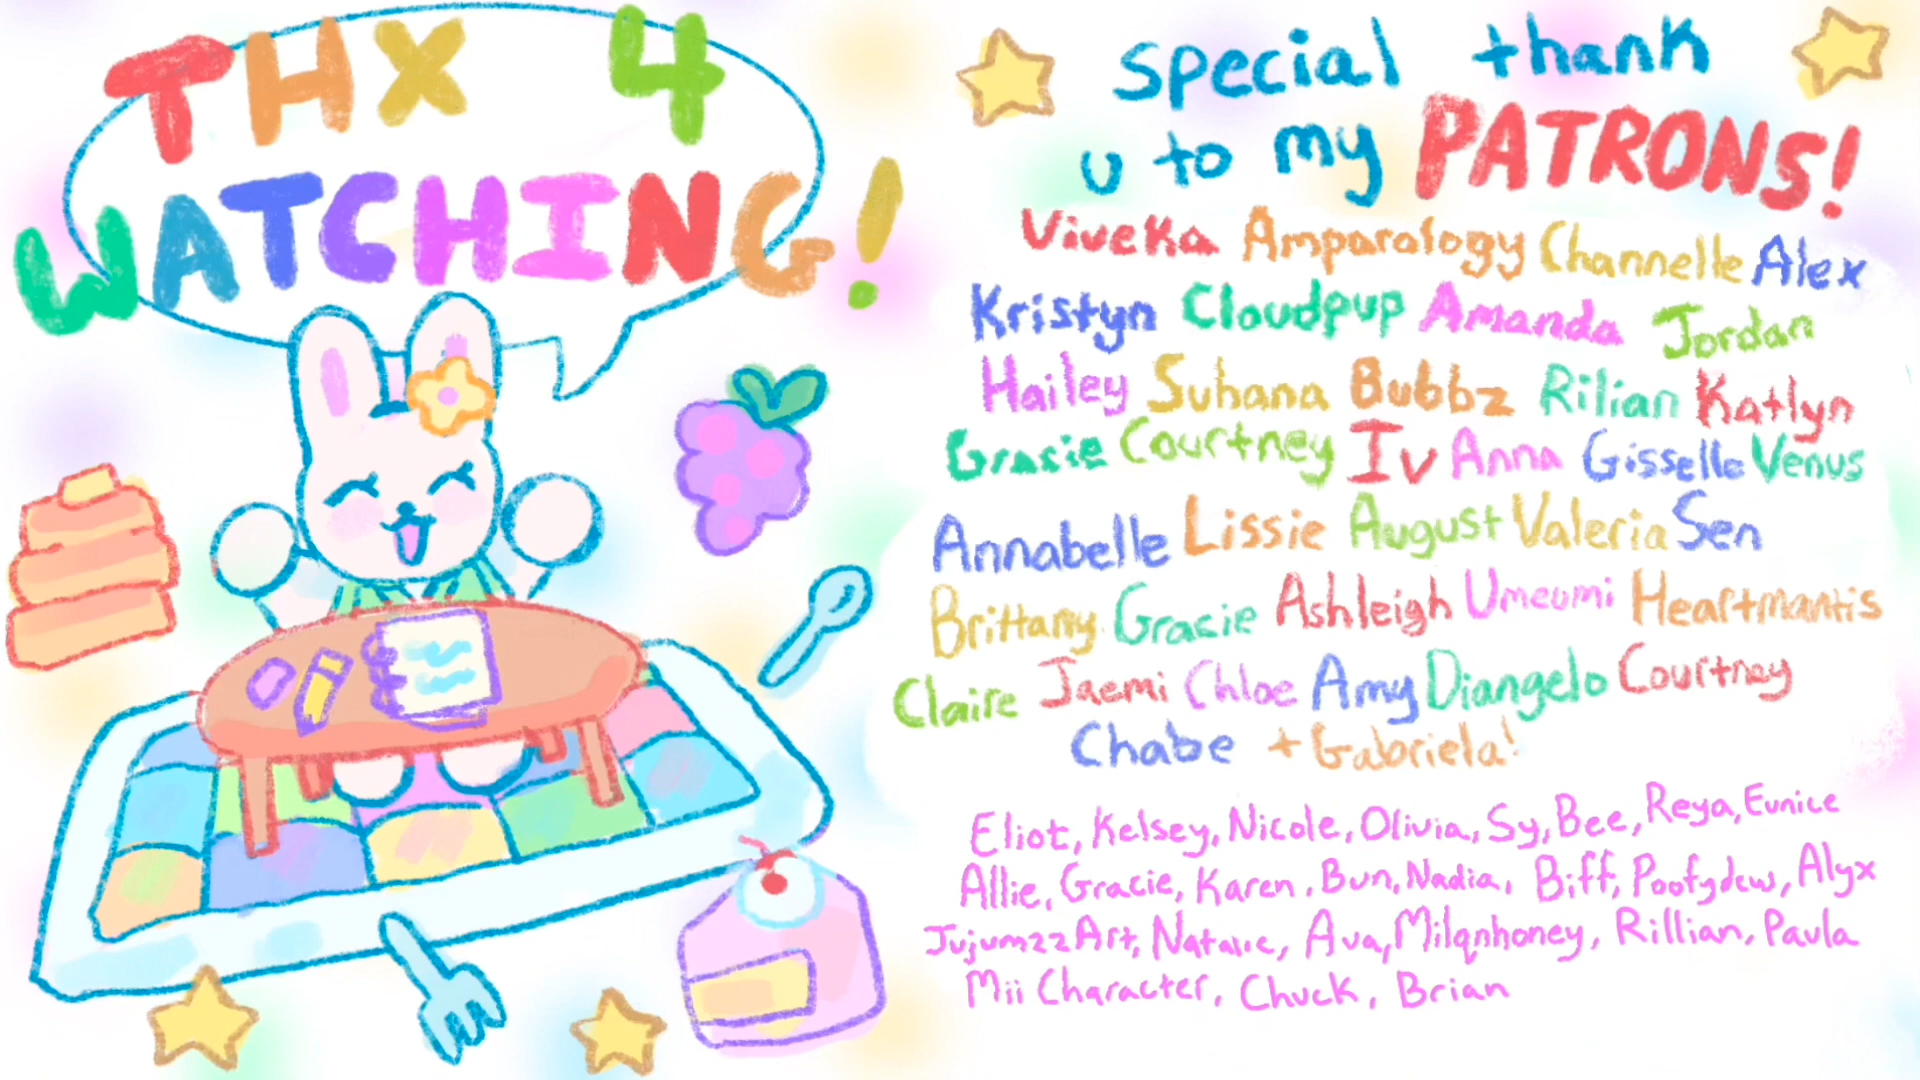 THX 4
WATCHING!
special thank
u to my PATRONS!
Viveka Amparology Channelle Alex
Kristyn Cloudpup Amanda Jordan
Hailey Suhana Bubbz Rilian Katlyn
Gracie Courtney Iv Anna Gisselle Venus
Annabelle Lissie August Valeria Sen
Brittany Gracie Ashleigh Umeumi Heartmantis
Claire Jaemi Chloe Amy Diangelo Courtney
Chabe + Gabriela!
Eliot, Kelsey, Nicole, Olivia, Sy, Bee, Reya, Eunice
Allie, Gracie, Karen, Bun, Nadia, Biff, Poofydew, Alyx
JujumzzArt, Natalie, Ava, Milqnhoney, Rillian, Paula
Mii Character, Chuck, Brian